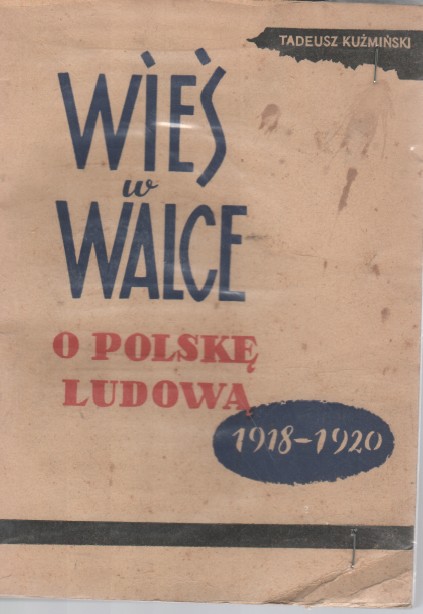 TADEUSZ KUŹMIŃSKI
WIEŚ
w
WALCE
O POLSKĘ
LUDOWĄ
1918-1920